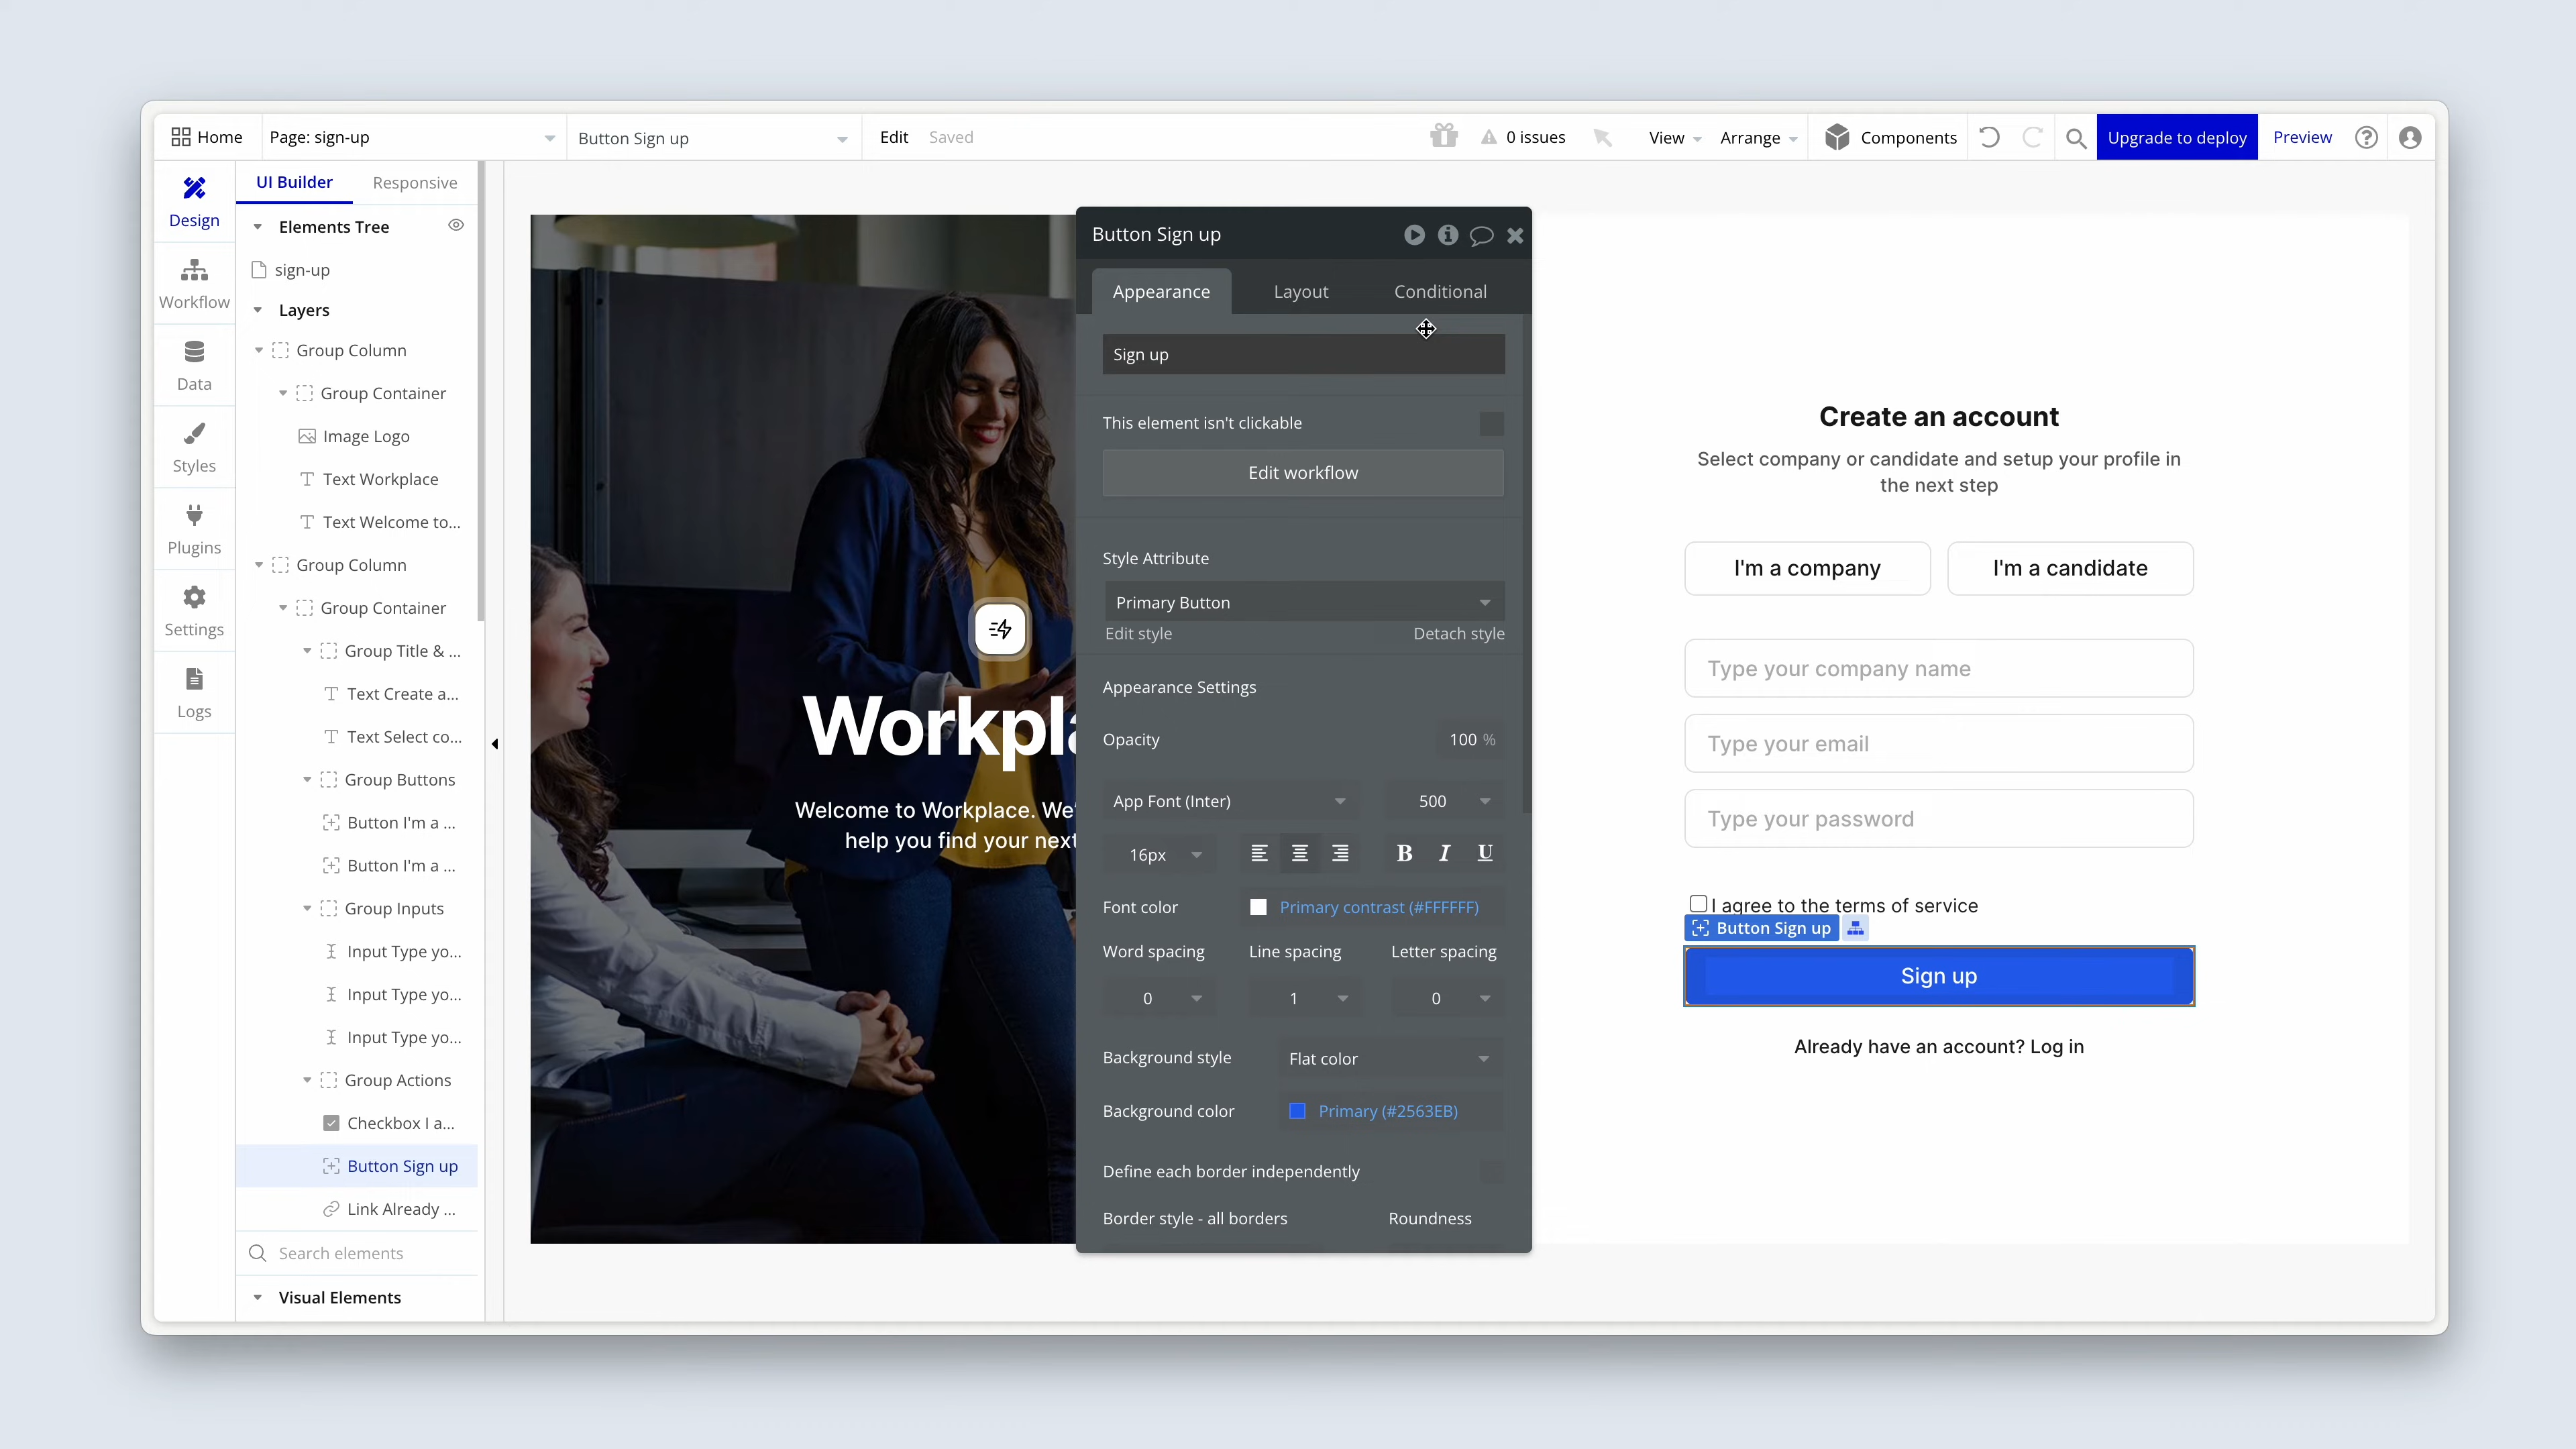 Home
Page: sign-up
Button Sign up
Edit
Saved
0 issues
View
Arrange
Components
Upgrade to deploy
Preview
Design
Workflow
Data
Styles
Plugins
Settings
Logs
UI Builder
Responsive
Elements Tree
sign-up
Layers
Group Column
Group Container
Image Logo
Text Workplace
Text Welcome to...
Group Column
Group Container
Group Title & ...
Text Create a...
Text Select co...
Group Buttons
Button I'm a ...
Button I'm a ...
Group Inputs
Input Type yo...
Input Type yo...
Input Type yo...
Group Actions
Checkbox I a...
Button Sign up
Link Already ...
Search elements
Visual Elements
Workpla
Welcome to Workplace. We'
help you find your next
Button Sign up
Appearance
Layout
Conditional
Sign up
This element isn't clickable
Edit workflow
Style Attribute
Primary Button
Edit style
Detach style
Appearance Settings
Opacity
100 %
App Font (Inter)
500
16px
B I U
Font color
Primary contrast (#FFFFFF)
Word spacing
Line spacing
Letter spacing
0
1
0
Background style
Flat color
Background color
Primary (#2563EB)
Define each border independently
Border style - all borders
Roundness
Create an account
Select company or candidate and setup your profile in
the next step
I'm a company
I'm a candidate
Type your company name
Type your email
Type your password
I agree to the terms of service
Button Sign up
Sign up
Already have an account? Log in